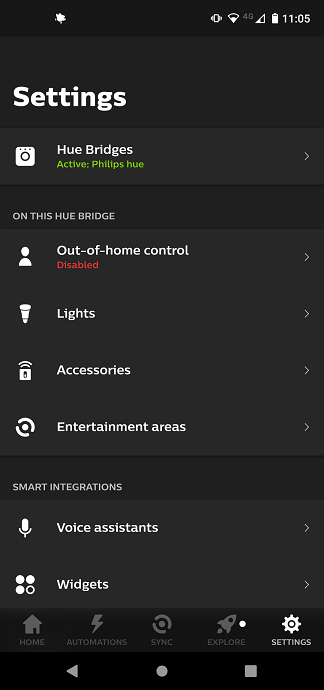 4G 11:05
Settings
Hue Bridges
Active: Philips hue
ON THIS HUE BRIDGE
Out-of-home control
Disabled
Lights
Accessories
Entertainment areas
SMART INTEGRATIONS
Voice assistants
Widgets
HOME AUTOMATIONS SYNC EXPLORE SETTINGS